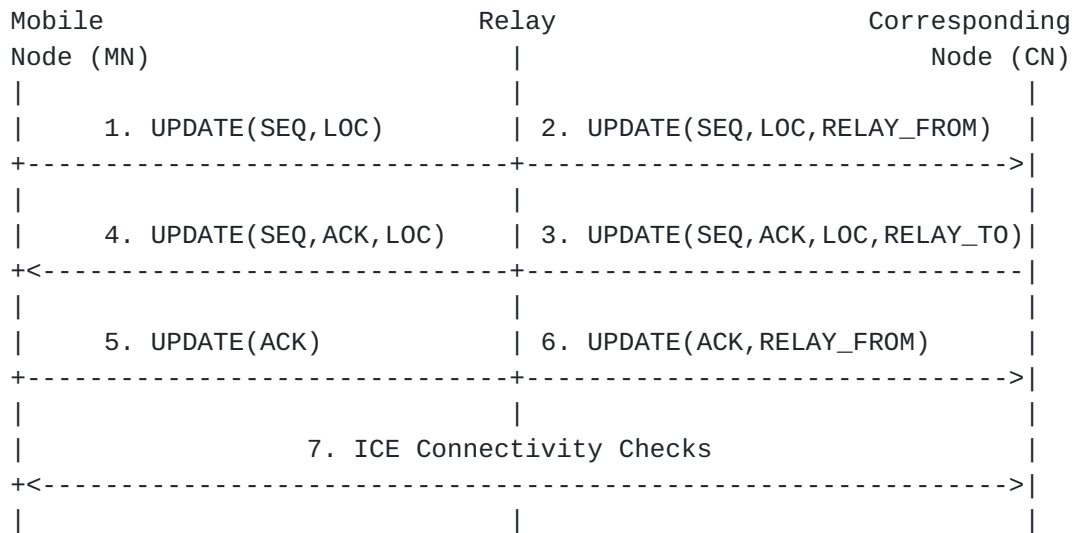 Mobile Relay Corresponding
Node (MN) | Node (CN)
| | |
| 1. UPDATE(SEQ,LOC) | 2. UPDATE(SEQ,LOC,RELAY_FROM) |
+-------------------------------+-------------------------------->|
| | |
| 4. UPDATE(SEQ,ACK,LOC) | 3. UPDATE(SEQ,ACK,LOC,RELAY_TO)|
+<------------------------------+---------------------------------|
| | |
| 5. UPDATE(ACK) | 6. UPDATE(ACK,RELAY_FROM) |
+-------------------------------+-------------------------------->|
| | |
| 7. ICE Connectivity Checks |
+<--------------------------------------------------------------->|
| | |